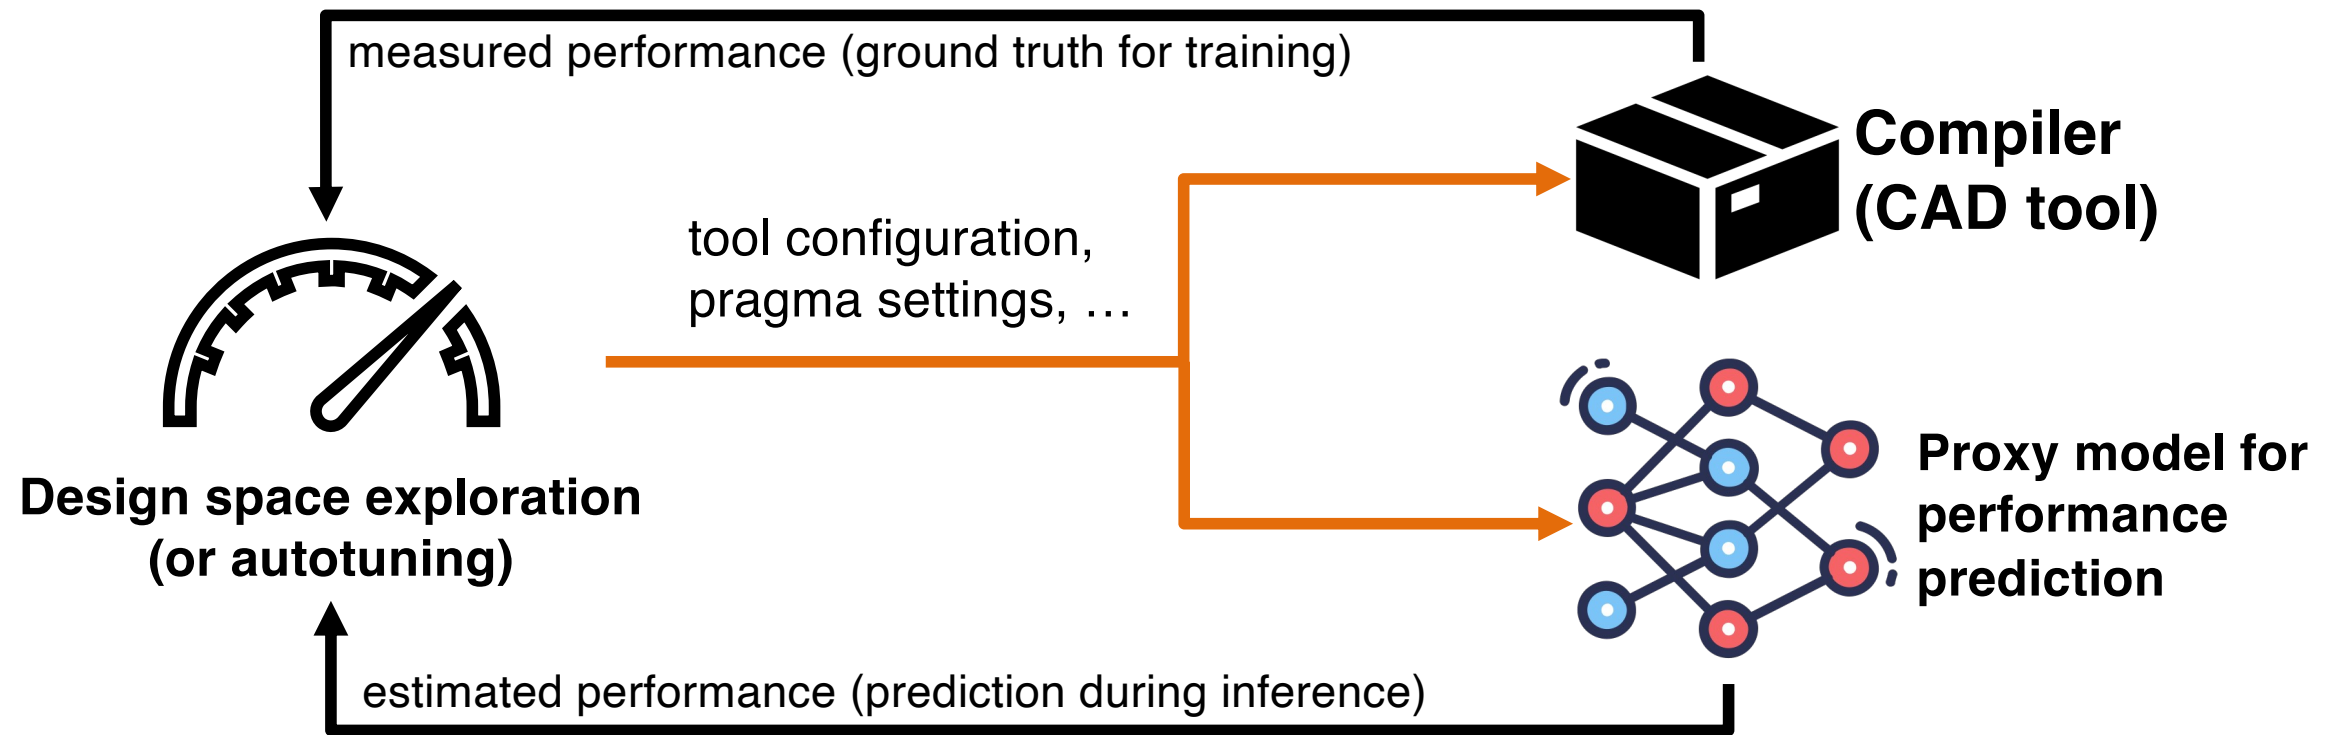 measured performance (ground truth for training)
Compiler
(CAD tool)
tool configuration,
pragma settings, …
Design space exploration
(or autotuning)
Proxy model for
performance
prediction
estimated performance (prediction during inference)